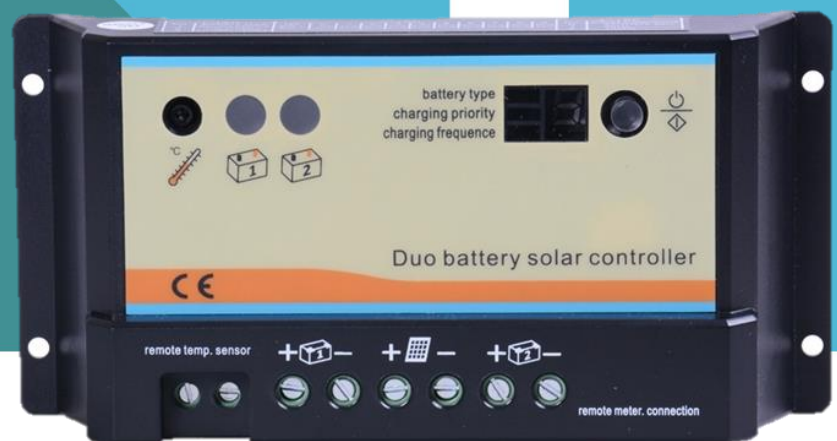 battery type
charging priority
charging frequence
°C
1
2
Duo battery solar controller
CE
remote temp. sensor
+ 1 −
+ −
+ 2 −
remote meter. connection